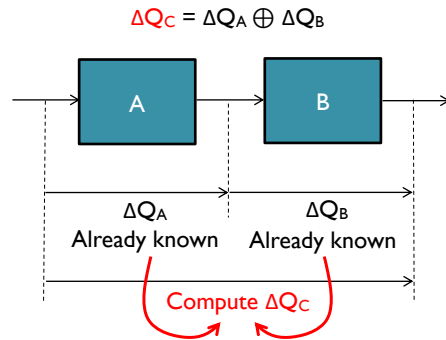 ΔQC = ΔQA ⊕ ΔQB
A
B
ΔQA
Already known
ΔQB
Already known
Compute ΔQC